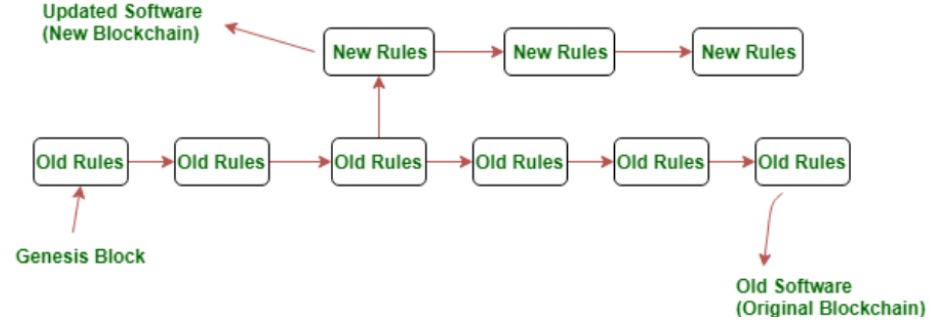 Updated Software
(New Blockchain)
New Rules New Rules New Rules
Old Rules Old Rules Old Rules Old Rules Old Rules Old Rules
Genesis Block
Old Software
(Original Blockchain)